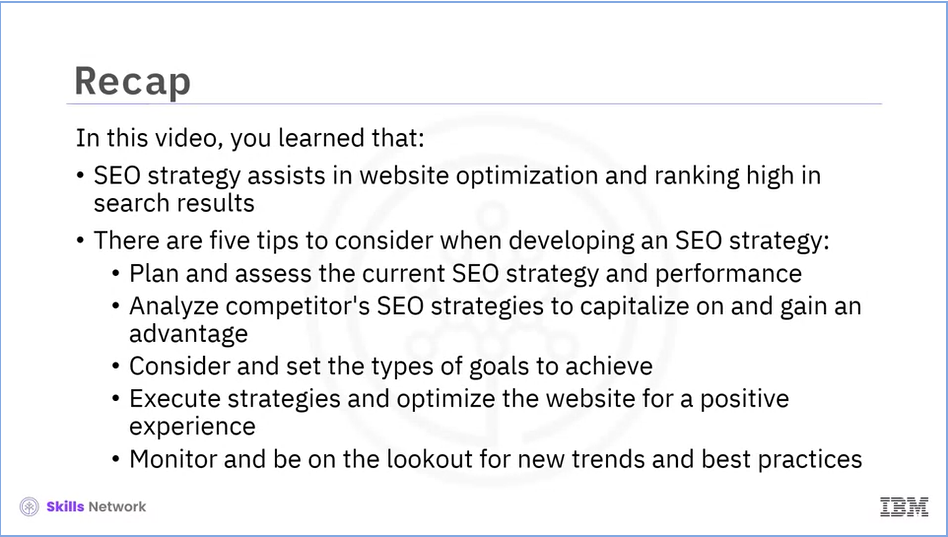 Recap
In this video, you learned that:
• SEO strategy assists in website optimization and ranking high in
search results
• There are five tips to consider when developing an SEO strategy:
• Plan and assess the current SEO strategy and performance
• Analyze competitor's SEO strategies to capitalize on and gain an
advantage
• Consider and set the types of goals to achieve
• Execute strategies and optimize the website for a positive
experience
• Monitor and be on the lookout for new trends and best practices
Skills Network
IBM